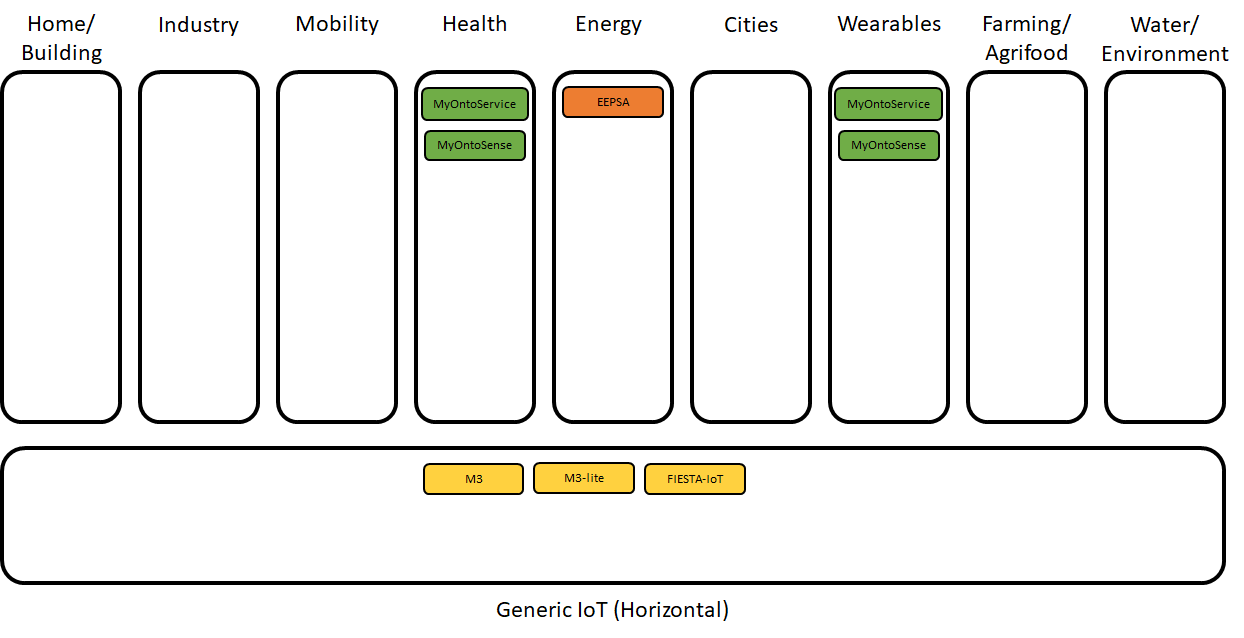 Home/
Building
Industry
Mobility
Health
Energy
Cities
Wearables
Farming/
Agrifood
Water/
Environment
MyOntoService
MyOntoSense
EEPSA
MyOntoService
MyOntoSense
M3
M3-lite
FIESTA-IoT
Generic IoT (Horizontal)